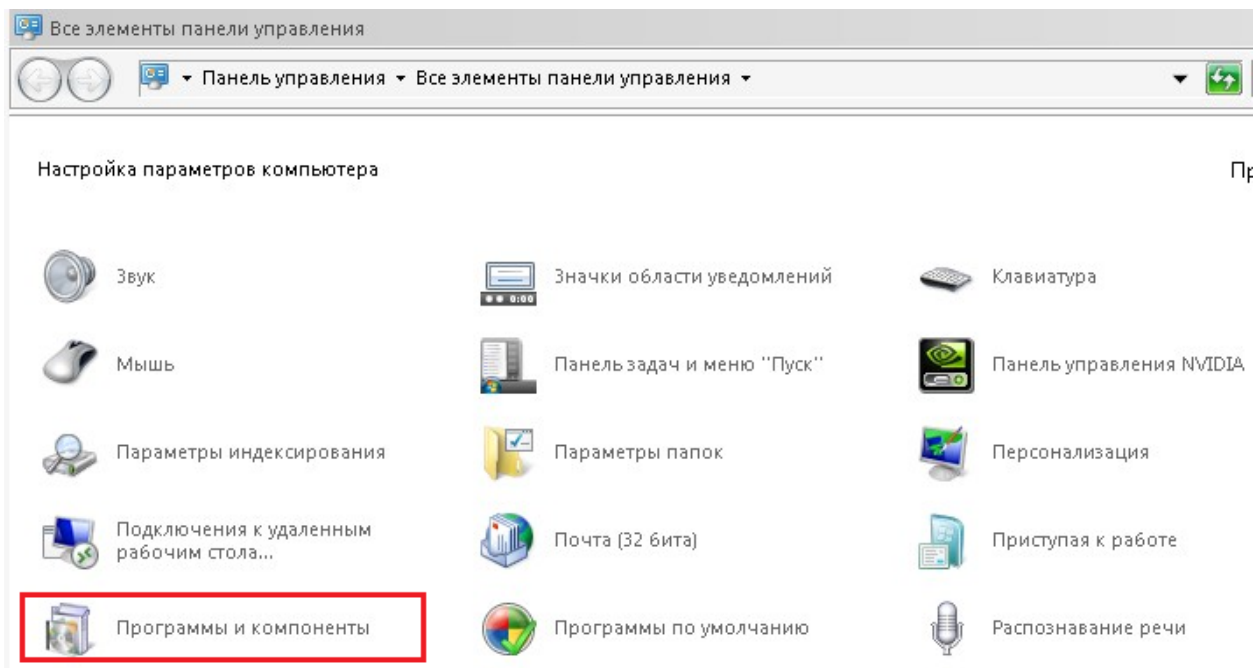 Все элементы панели управления
Панель управления Все элементы панели управления
Настройка параметров компьютера
Звук
Значки области уведомлений
Клавиатура
Мышь
Панель задач и меню "Пуск"
Панель управления NVIDIA
Параметры индексирования
Параметры папок
Персонализация
Подключения к удаленным
рабочим стола...
Почта (32 бита)
Приступая к работе
Программы и компоненты
Программы по умолчанию
Распознавание речи